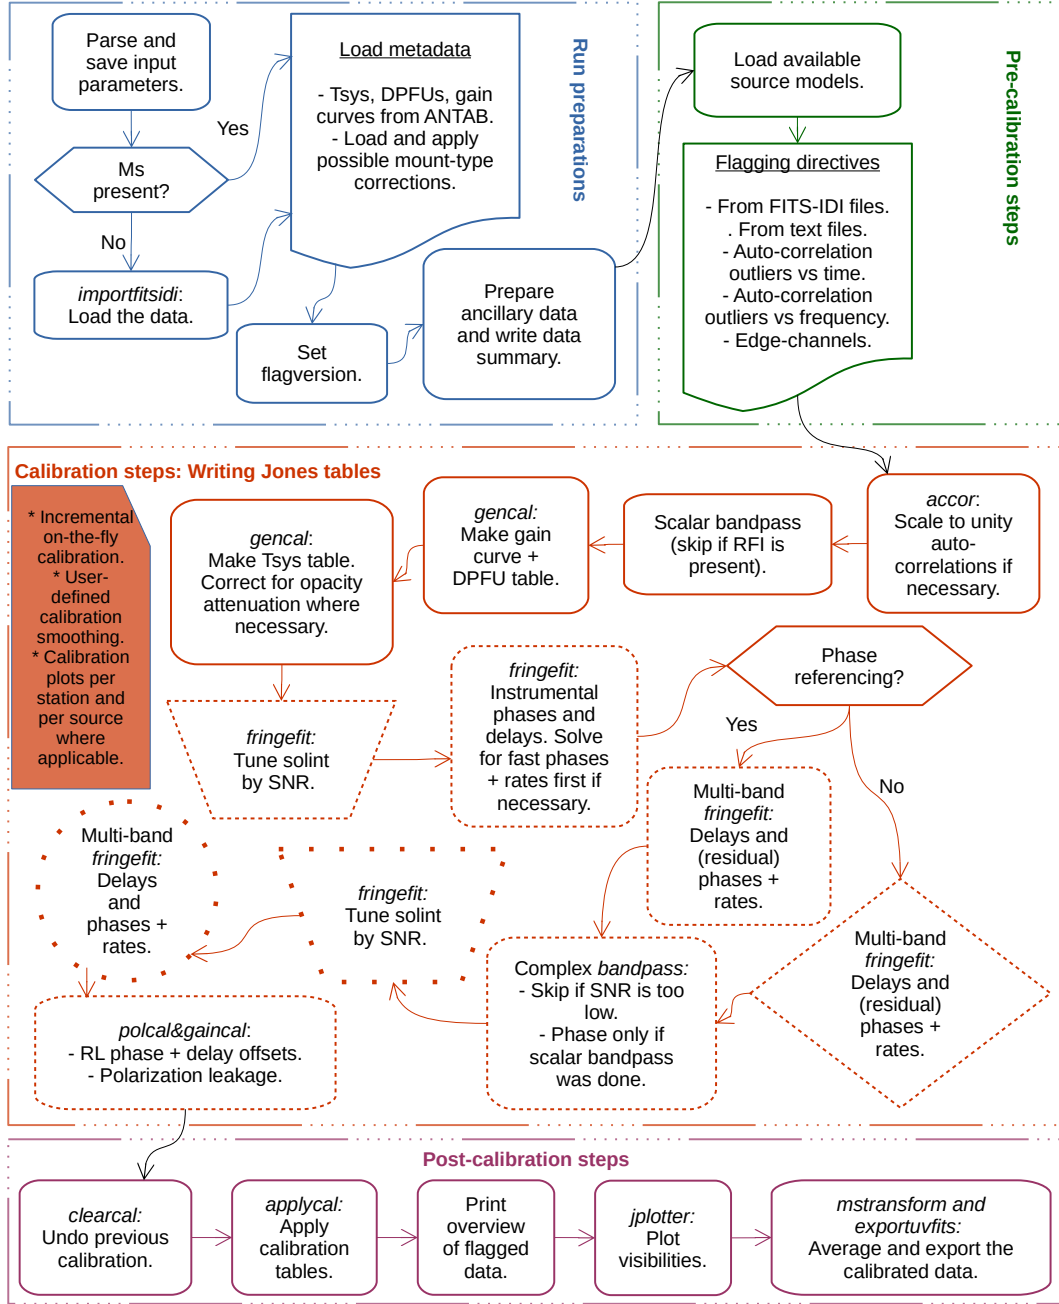 Parse and
save input
parameters.
Yes
Ms
present?
No
importfitsidi:
Load the data.
Load metadata
- Tsys, DPFUs, gain
curves from ANTAB.
- Load and apply
possible mount-type
corrections.
Set
flagversion.
Prepare
ancillary data
and write data
summary.
Run preparations
Load available
source models.
Flagging directives
- From FITS-IDI files.
. From text files.
- Auto-correlation
outliers vs time.
- Auto-correlation
outliers vs frequency.
- Edge-channels.
Pre-calibration steps
Calibration steps: Writing Jones tables
* Incremental
on-the-fly
calibration.
* User-
defined
calibration
smoothing.
* Calibration
plots per
station and
per source
where
applicable.
accor:
Scale to unity
auto-
correlations if
necessary.
Scalar bandpass
(skip if RFI is
present).
gencal:
Make gain
curve +
DPFU table.
gencal:
Make Tsys table.
Correct for opacity
attenuation where
necessary.
fringefit:
Tune solint
by SNR.
fringefit:
Instrumental
phases and
delays. Solve
for fast phases
+ rates first if
necessary.
Phase
referencing?
Yes
No
Multi-band
fringefit:
Delays and
(residual)
phases +
rates.
Multi-band
fringefit:
Delays and
(residual)
phases +
rates.
Complex bandpass:
- Skip if SNR is too
low.
- Phase only if
scalar bandpass
was done.
fringefit:
Tune solint
by SNR.
Multi-band
fringefit:
Delays
and
phases +
rates.
polcal&gaincal:
- RL phase + delay offsets.
- Polarization leakage.
Post-calibration steps
clearcal:
Undo previous
calibration.
applycal:
Apply
calibration
tables.
Print
overview
of flagged
data.
jplotter:
Plot
visibilities.
mstransform and
exportuvfits:
Average and export the
calibrated data.